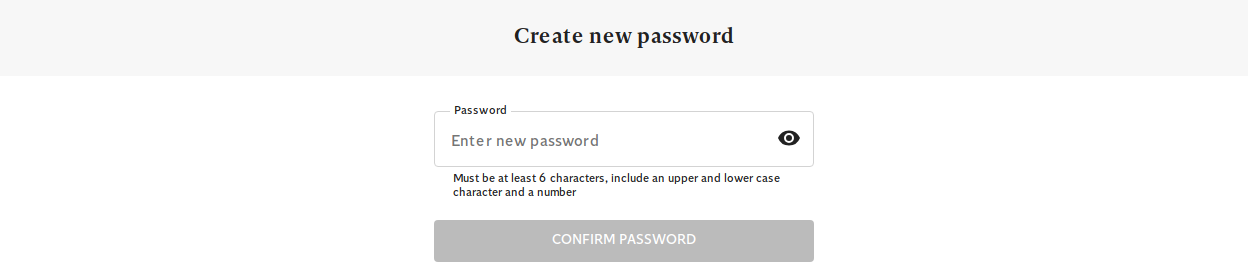 Create new password
Password
Enter new password
Must be at least 6 characters, include an upper and lower case
character and a number
CONFIRM PASSWORD